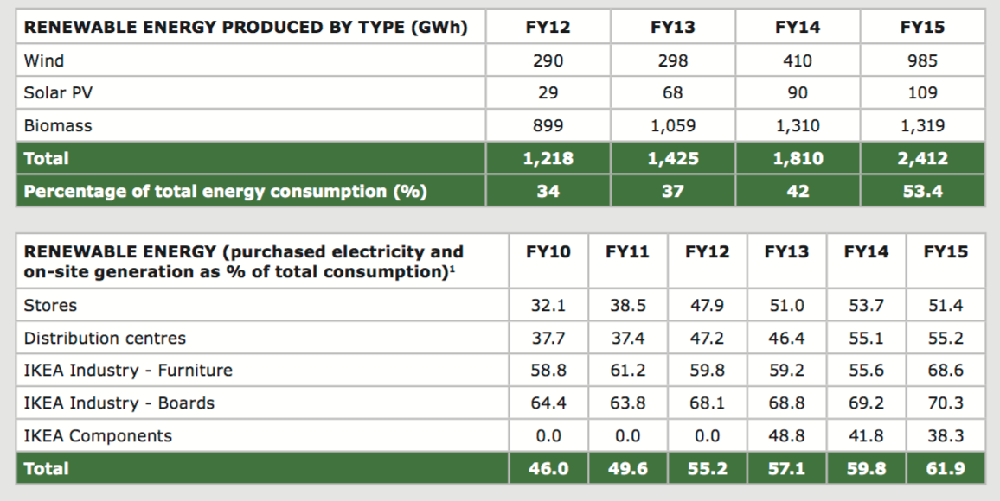 RENEWABLE ENERGY PRODUCED BY TYPE (GWh) FY12 FY13 FY14 FY15
Wind 290 298 410 985
Solar PV 29 68 90 109
Biomass 899 1,059 1,310 1,319
Total 1,218 1,425 1,810 2,412
Percentage of total energy consumption (%) 34 37 42 53.4
RENEWABLE ENERGY (purchased electricity and FY10 FY11 FY12 FY13 FY14 FY15
on-site generation as % of total consumption)¹
Stores 32.1 38.5 47.9 51.0 53.7 51.4
Distribution centres 37.7 37.4 47.2 46.4 55.1 55.2
IKEA Industry - Furniture 58.8 61.2 59.8 59.2 55.6 68.6
IKEA Industry - Boards 64.4 63.8 68.1 68.8 69.2 70.3
IKEA Components 0.0 0.0 0.0 48.8 41.8 38.3
Total 46.0 49.6 55.2 57.1 59.8 61.9